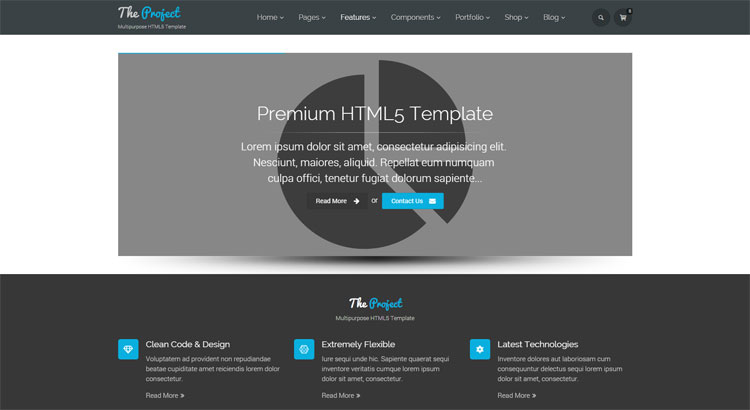 The Project
Multipurpose HTML5 Template
Home Pages Features Components Portfolio Shop Blog
0
Premium HTML5 Template
Lorem ipsum dolor sit amet, consectetur adipisicing elit.
Nesciunt, maiores, aliquid. Repellat eum numquam
culpa offici, tenetur fugiat dolorum sapiente...
Read More or Contact Us
The Project
Multipurpose HTML5 Template
Clean Code & Design
Voluptatem ad provident non repudiandae
beatae cupiditate amet reiciendis lorem dolor
consectetur.
Read More
Extremely Flexible
Iure sequi unde hic. Sapiente quaerat sequi
inventore veritatis cumque lorem ipsum
dolor sit amet, consectetur.
Read More
Latest Technologies
Inventore dolores aut laboriosam cum
consequuntur delectus sequi lorem ipsum
dolor sit amet, consectetur.
Read More